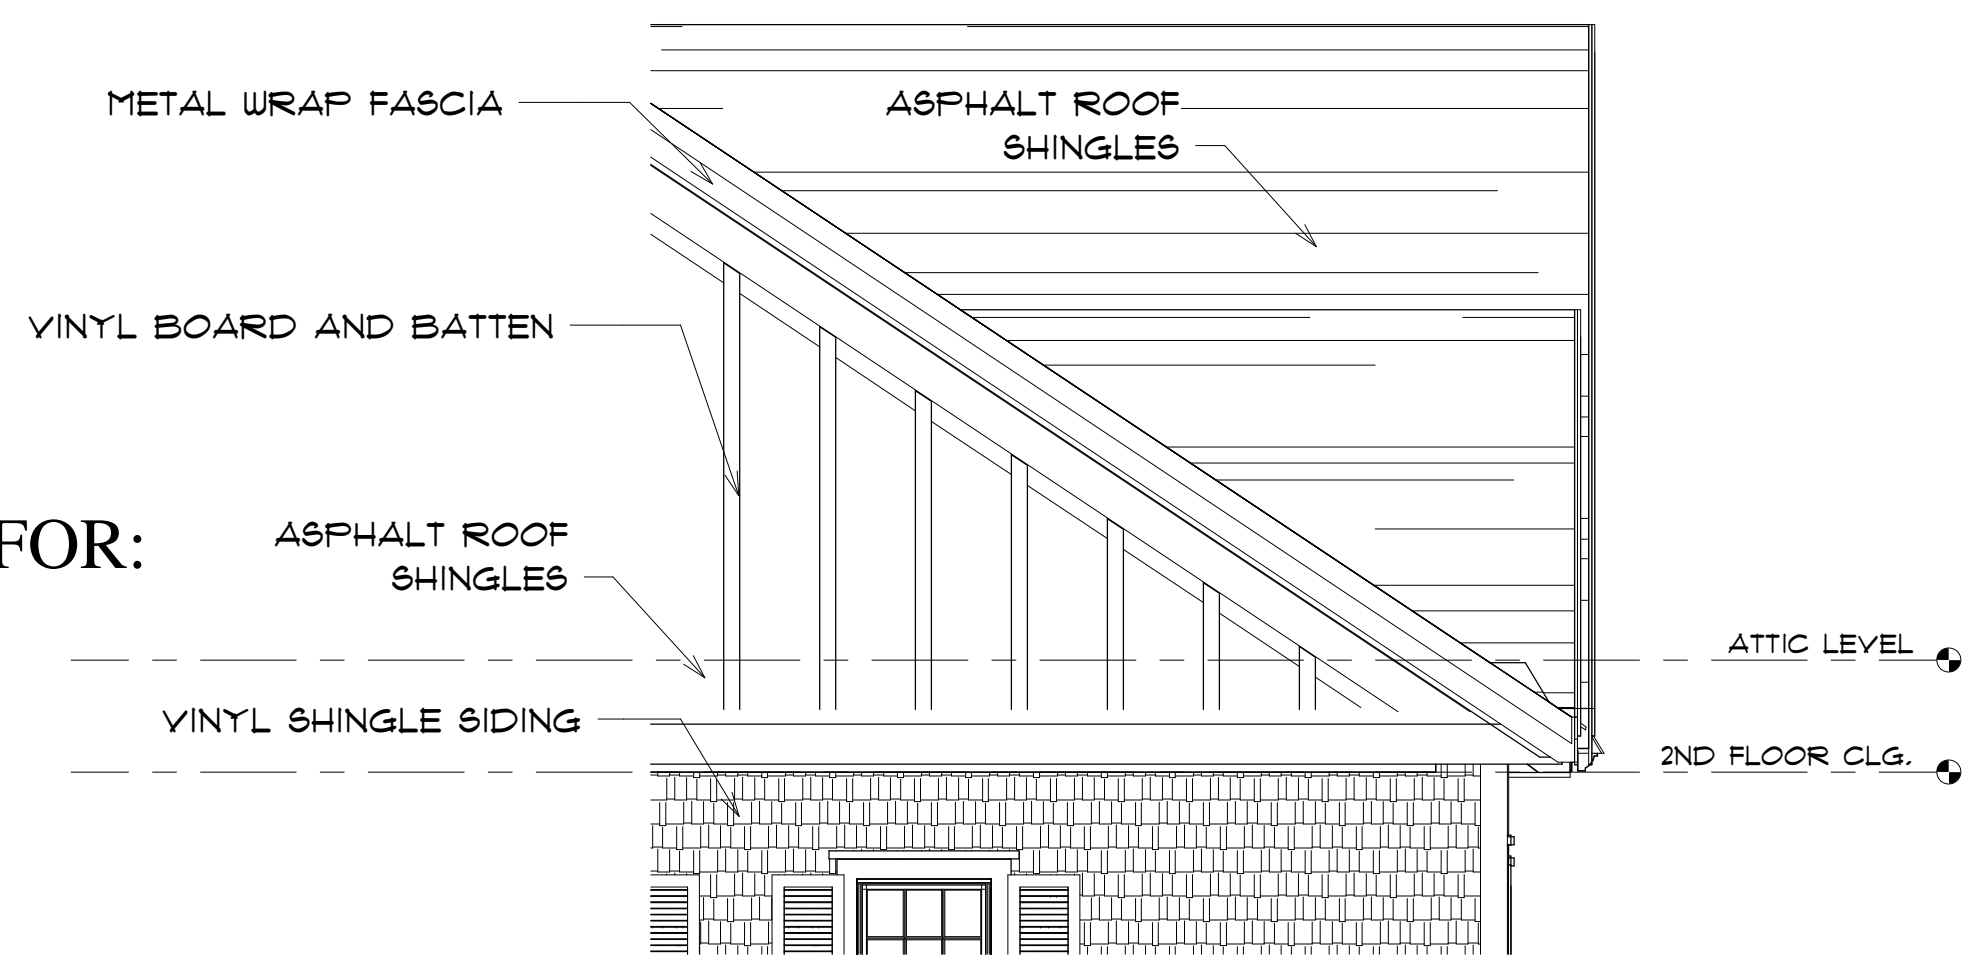 METAL WRAP FASCIA
ASPHALT ROOF
SHINGLES
VINYL BOARD AND BATTEN
FOR:
ASPHALT ROOF
SHINGLES
ATTIC LEVEL
VINYL SHINGLE SIDING
2ND FLOOR CLG.